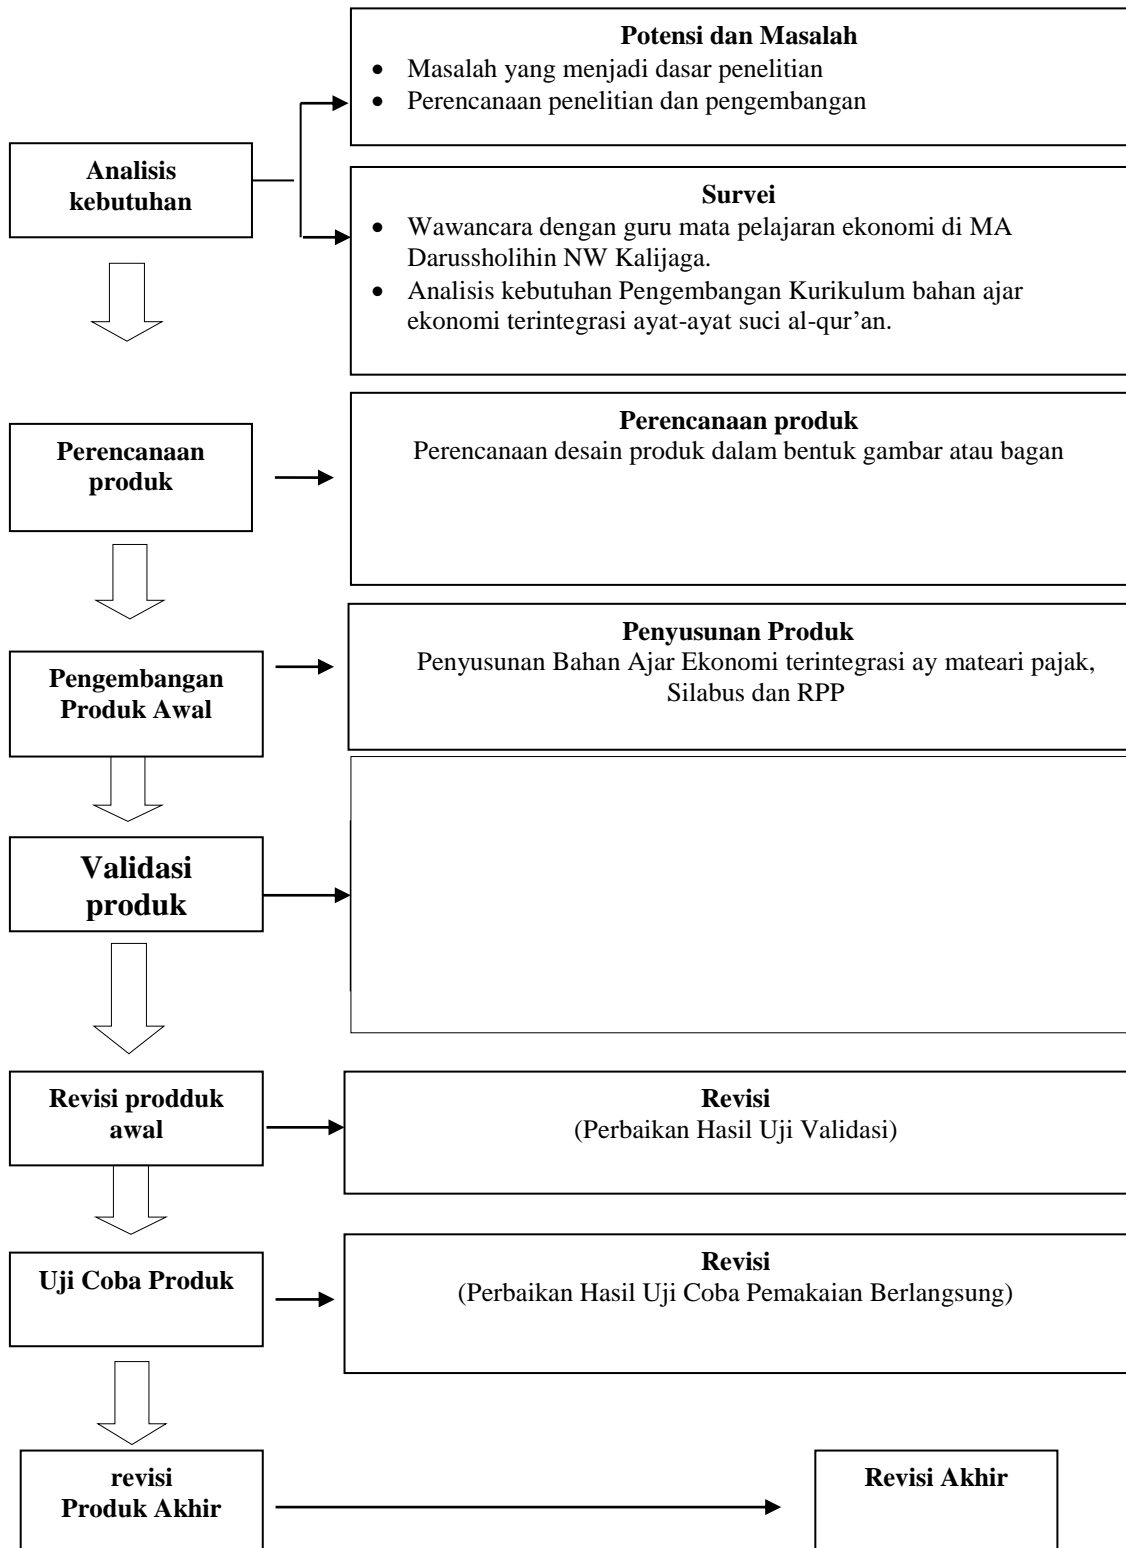 Potensi dan Masalah
• Masalah yang menjadi dasar penelitian
• Perencanaan penelitian dan pengembangan
Analisis
kebutuhan
Survei
• Wawancara dengan guru mata pelajaran ekonomi di MA
Darussholihin NW Kalijaga.
• Analisis kebutuhan Pengembangan Kurikulum bahan ajar
ekonomi terintegrasi ayat-ayat suci al-qur’an.
Perencanaan
produk
Perencanaan produk
Perencanaan desain produk dalam bentuk gambar atau bagan
Pengembangan
Produk Awal
Penyusunan Produk
Penyusunan Bahan Ajar Ekonomi terintegrasi ay mateari pajak,
Silabus dan RPP
Validasi
produk
Revisi prodduk
awal
Revisi
(Perbaikan Hasil Uji Validasi)
Uji Coba Produk
Revisi
(Perbaikan Hasil Uji Coba Pemakaian Berlangsung)
revisi
Produk Akhir
Revisi Akhir